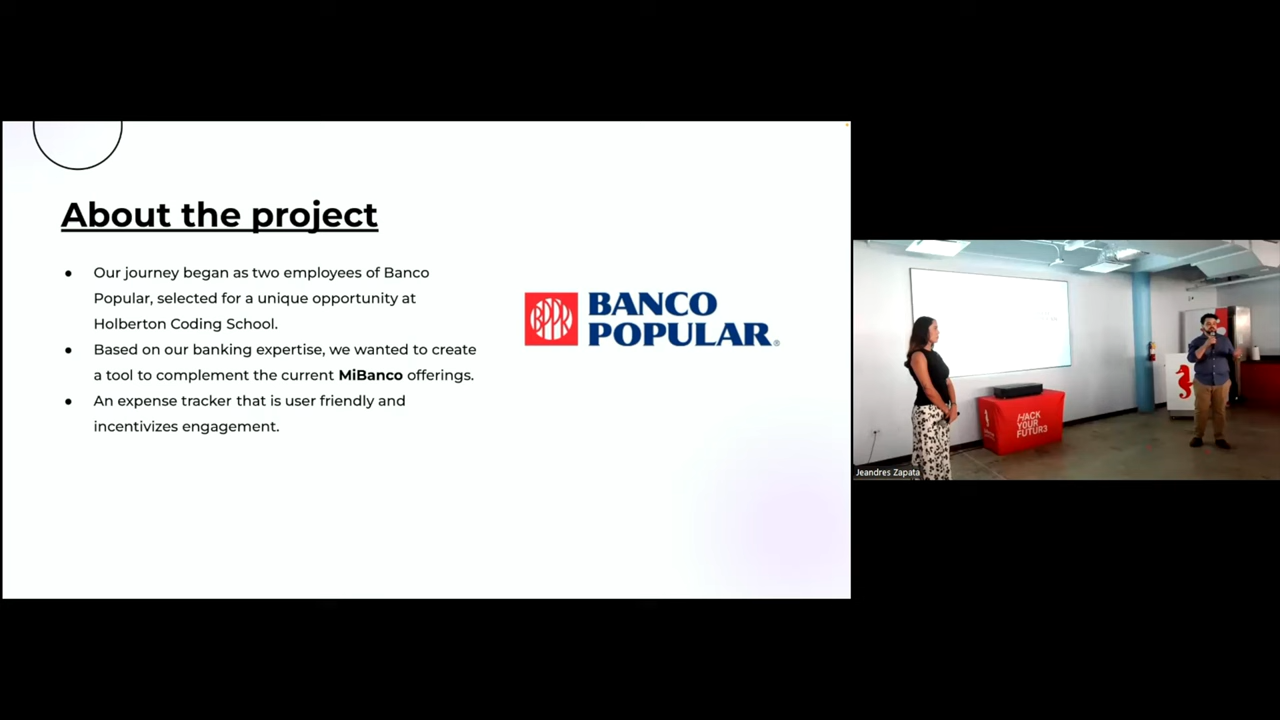 About the project
● Our journey began as two employees of Banco
Popular, selected for a unique opportunity at
Holberton Coding School.
● Based on our banking expertise, we wanted to create
a tool to complement the current MiBanco offerings.
● An expense tracker that is user friendly and
incentivizes engagement.
BPPR
BANCO
POPULAR®
HACK
YOUR
FUTUR3
Jeandres Zapata